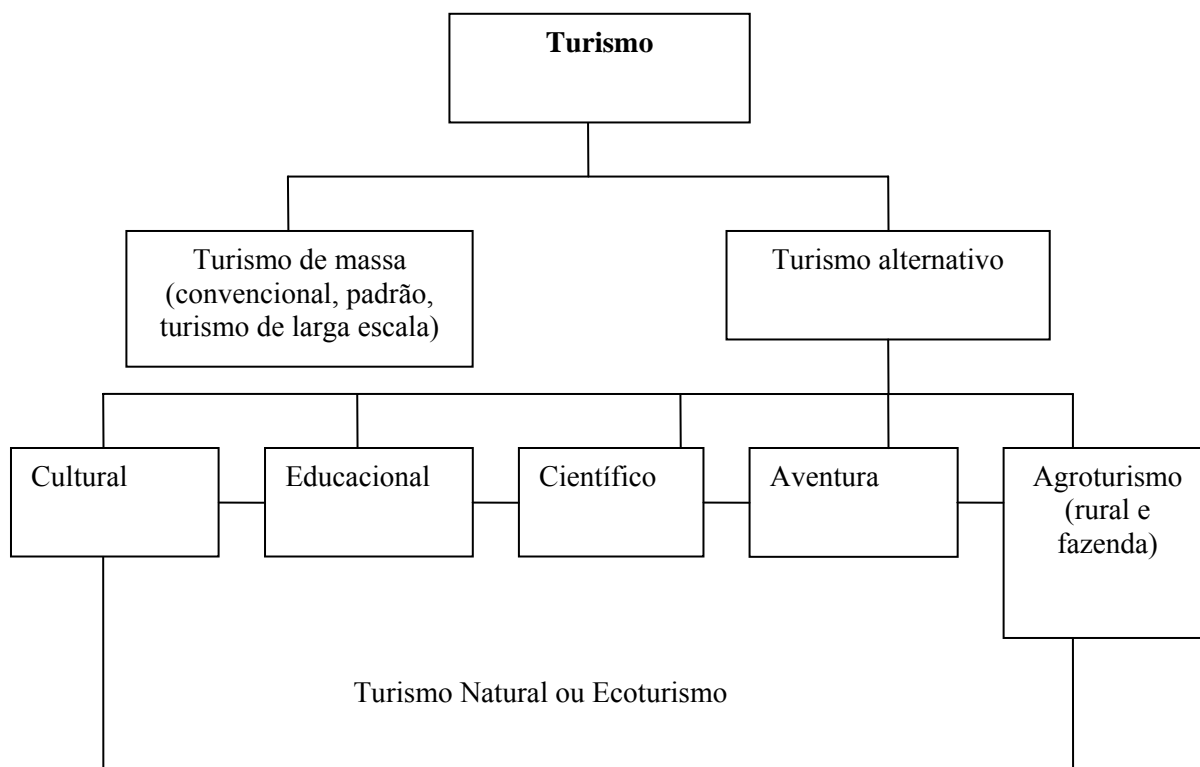 Turismo
Turismo de massa
(convencional, padrão,
turismo de larga escala)
Turismo alternativo
Cultural
Educacional
Científico
Aventura
Agroturismo
(rural e
fazenda)
Turismo Natural ou Ecoturismo